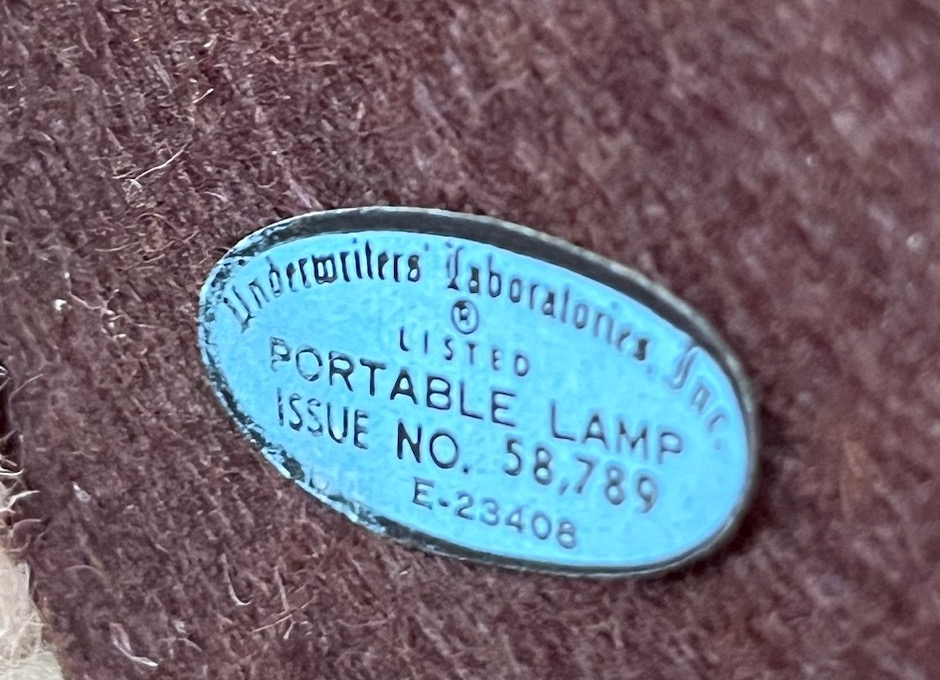 Underwriters' Laboratories, Inc.
®
LISTED
PORTABLE LAMP
ISSUE NO. 58,789
E-23408